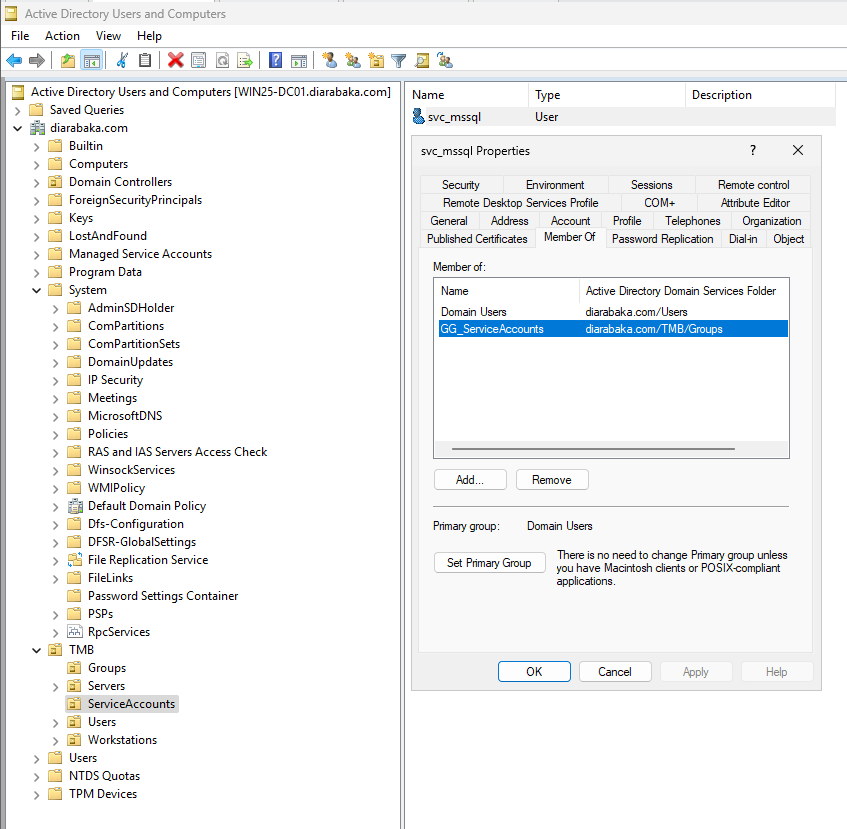 Active Directory Users and Computers
File Action View Help
Active Directory Users and Computers [WIN25-DC01.diarabaka.com]
Saved Queries
diarabaka.com
Builtin
Computers
Domain Controllers
ForeignSecurityPrincipals
Keys
LostAndFound
Managed Service Accounts
Program Data
System
AdminSDHolder
ComPartitions
ComPartitionSets
DomainUpdates
IP Security
Meetings
MicrosoftDNS
Policies
RAS and IAS Servers Access Check
WinsockServices
WMIPolicy
Default Domain Policy
Dfs-Configuration
DFSR-GlobalSettings
File Replication Service
FileLinks
Password Settings Container
PSPs
RpcServices
TMB
Groups
Servers
ServiceAccounts
Users
Workstations
Users
NTDS Quotas
TPM Devices
Name Type Description
svc_mssql User
svc_mssql Properties ?
Security Environment Sessions Remote control
Remote Desktop Services Profile COM+ Attribute Editor
General Address Account Profile Telephones Organization
Published Certificates Member Of Password Replication Dial-in Object
Member of:
Name Active Directory Domain Services Folder
Domain Users diarabaka.com/Users
GG_ServiceAccounts diarabaka.com/TMB/Groups
Add... Remove
Primary group: Domain Users
Set Primary Group
There is no need to change Primary group unless
you have Macintosh clients or POSIX-compliant
applications.
OK Cancel Apply Help